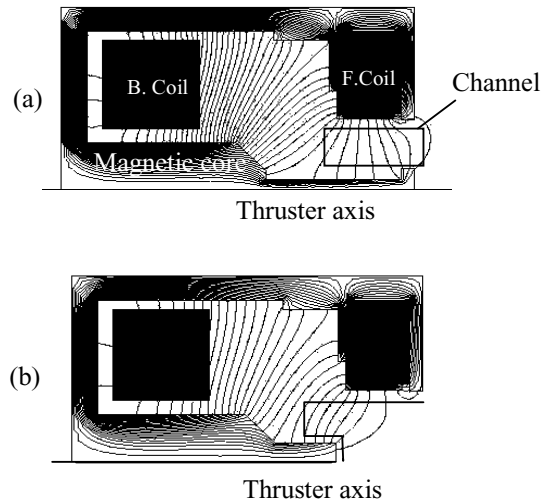 B. Coil
F.Coil
Channel
(a)
Magnetic core
Thruster axis
(b)
Thruster axis